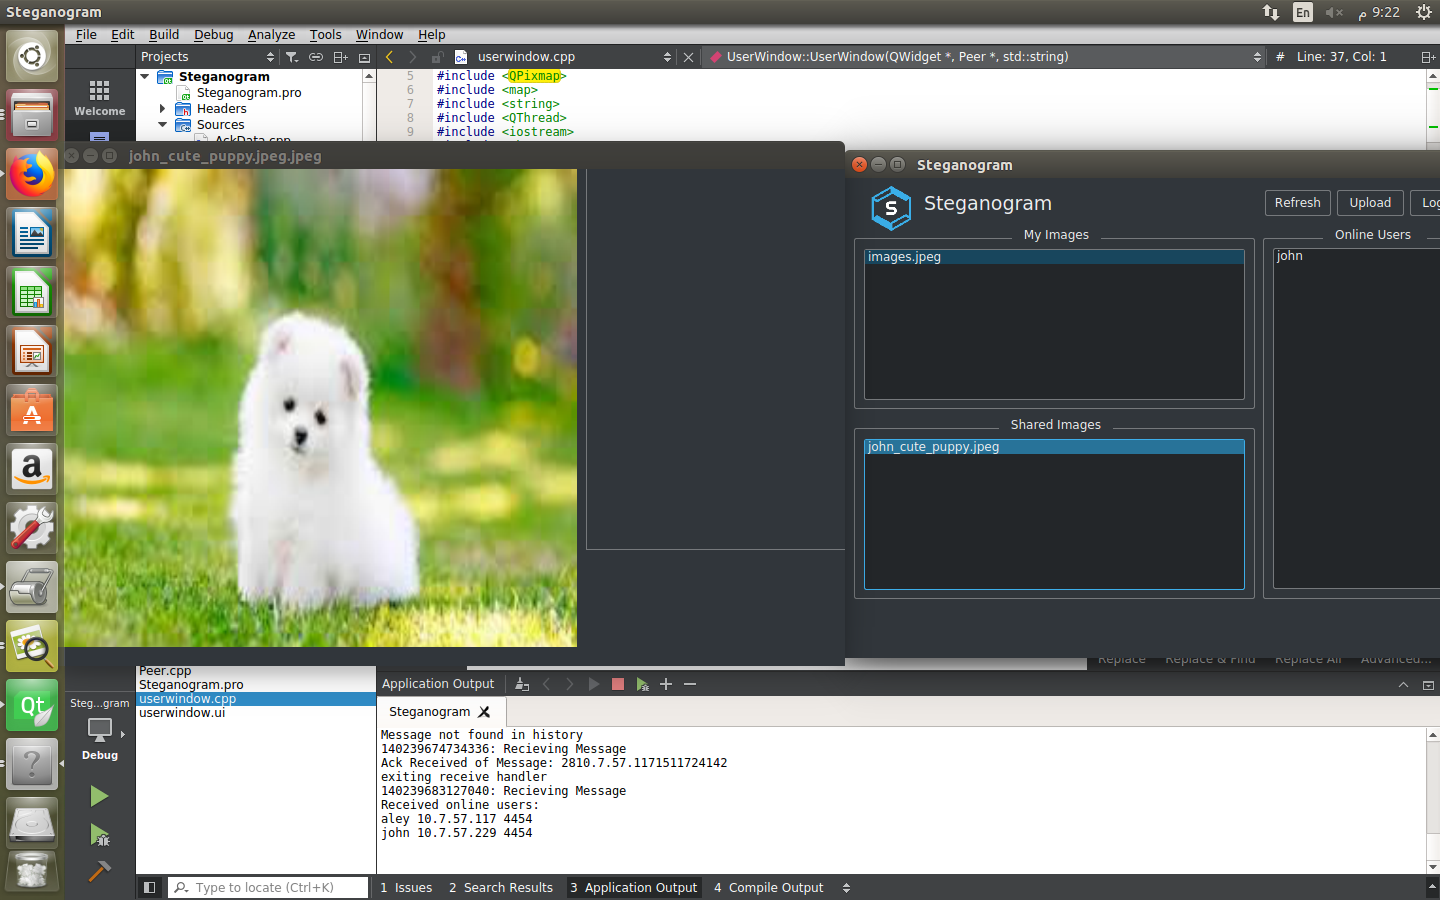 Steganogram
En
9:22 م
File Edit Build Debug Analyze Tools Window Help
Projects
userwindow.cpp
UserWindow::UserWindow(QWidget *, Peer *, std::string)
# Line: 37, Col: 1
Welcome
Steganogram
Steganogram.pro
Headers
Sources
AckData.cpp
5 #include <QPixmap>
6 #include <map>
7 #include <string>
8 #include <QThread>
9 #include <iostream>
john_cute_puppy.jpeg.jpeg
Steganogram
S
Steganogram
Refresh
Upload
My Images
Online Users
images.jpeg
john
Shared Images
john_cute_puppy.jpeg
Replace Replace & Find Replace All Advanced...
Peer.cpp
Steganogram.pro
userwindow.cpp
userwindow.ui
Steg...gram
Debug
Application Output
Steganogram
Message not found in history
140239674734336: Recieving Message
Ack Received of Message: 2810.7.57.1171511724142
exiting receive handler
140239683127040: Recieving Message
Received online users:
aley 10.7.57.117 4454
john 10.7.57.229 4454
Type to locate (Ctrl+K)
1 Issues
2 Search Results
3 Application Output
4 Compile Output